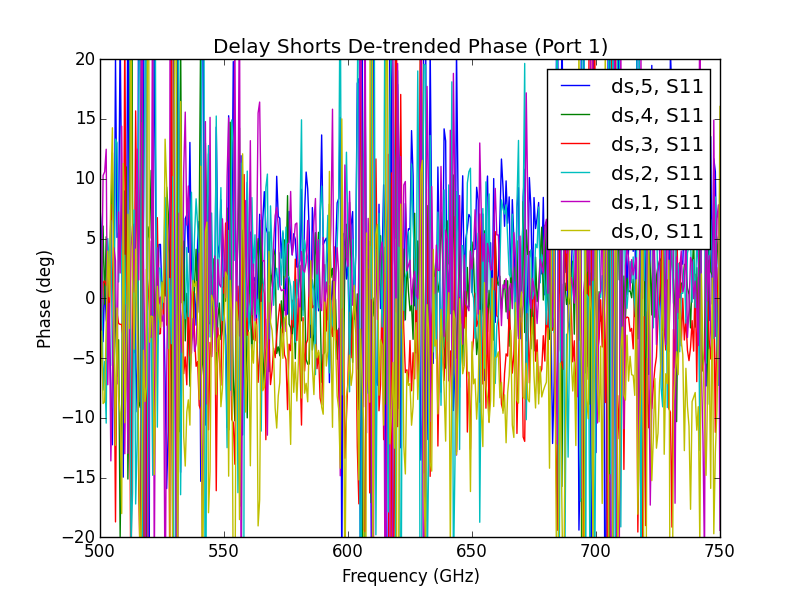 Delay Shorts De-trended Phase (Port 1)
20
15
10
5
0
−5
−10
−15
−20
Phase (deg)
ds,5, S11
ds,4, S11
ds,3, S11
ds,2, S11
ds,1, S11
ds,0, S11
500
550
600
650
700
750
Frequency (GHz)